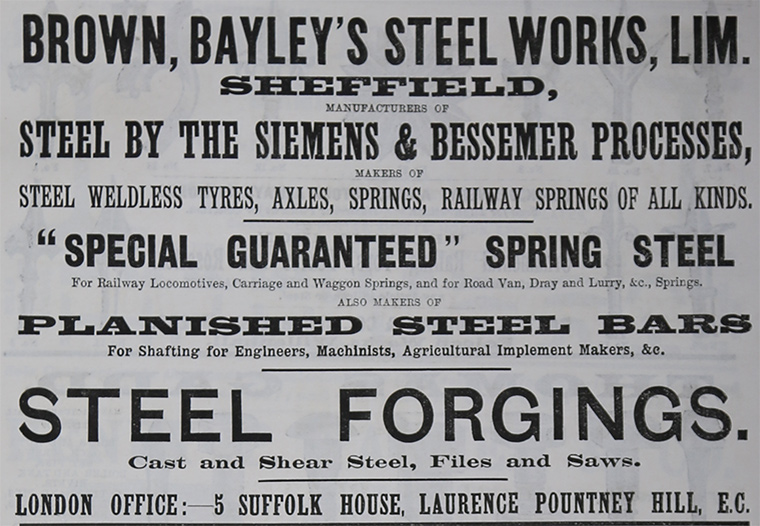 BROWN, BAYLEY'S STEEL WORKS, LIM.
SHEFFIELD,
MANUFACTURERS OF
STEEL BY THE SIEMENS & BESSEMER PROCESSES,
MAKERS OF
STEEL WELDLESS TYRES, AXLES, SPRINGS, RAILWAY SPRINGS OF ALL KINDS.
"SPECIAL GUARANTEED" SPRING STEEL
For Railway Locomotives, Carriage and Waggon Springs, and for Road Van, Dray and Lurry, &c., Springs.
ALSO MAKERS OF
PLANISHED STEEL BARS
For Shafting for Engineers, Machinists, Agricultural Implement Makers, &c.
STEEL FORGINGS.
Cast and Shear Steel, Files and Saws.
LONDON OFFICE:—5 SUFFOLK HOUSE, LAURENCE POUNTNEY HILL, E.C.